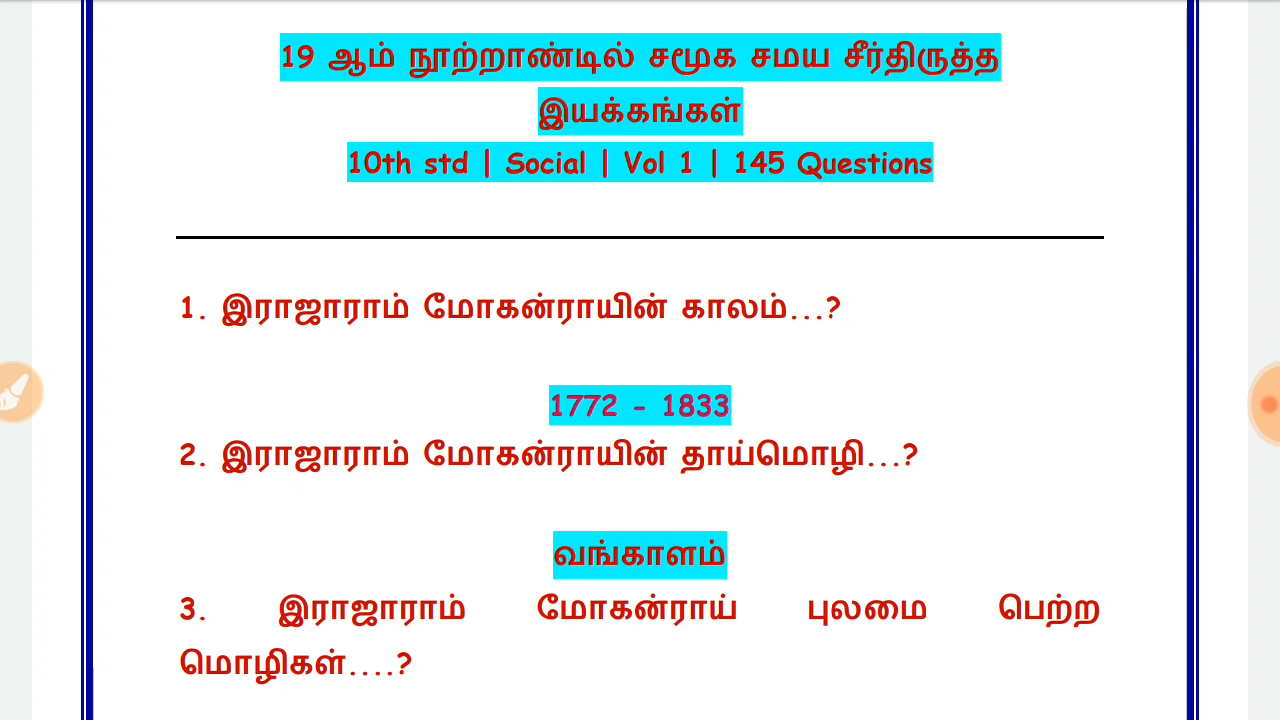 19 ஆம் நூற்றாண்டில் சமூக சமய சீர்திருத்த
இயக்கங்கள்
10th std | Social | Vol 1 | 145 Questions
1. இராஜாராம் மோகன்ராயின் காலம்...?
1772 - 1833
2. இராஜாராம் மோகன்ராயின் தாய்மொழி...?
வங்காளம்
3. இராஜாராம் மோகன்ராய் புலமை பெற்ற
மொழிகள்....?